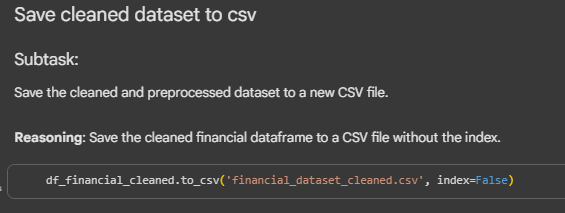 Save cleaned dataset to csv
Subtask:
Save the cleaned and preprocessed dataset to a new CSV file.
Reasoning: Save the cleaned financial dataframe to a CSV file without the index.
df_financial_cleaned.to_csv('financial_dataset_cleaned.csv', index=False)